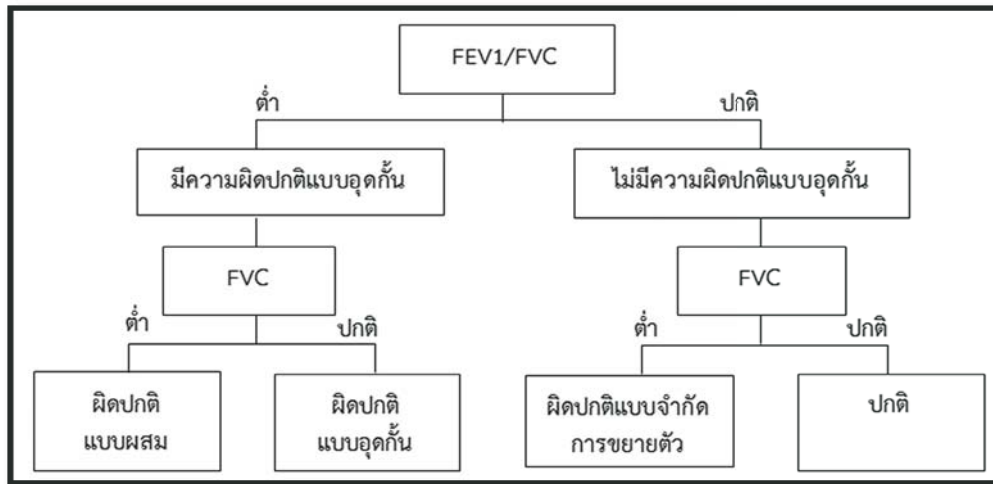 FEV1/FVC
ต่ำ
ปกติ
มีความผิดปกติแบบอุดกั้น
ไม่มีความผิดปกติแบบอุดกั้น
FVC
FVC
ต่ำ
ปกติ
ต่ำ
ปกติ
ผิดปกติ
แบบผสม
ผิดปกติ
แบบอุดกั้น
ผิดปกติแบบจำกัด
การขยายตัว
ปกติ